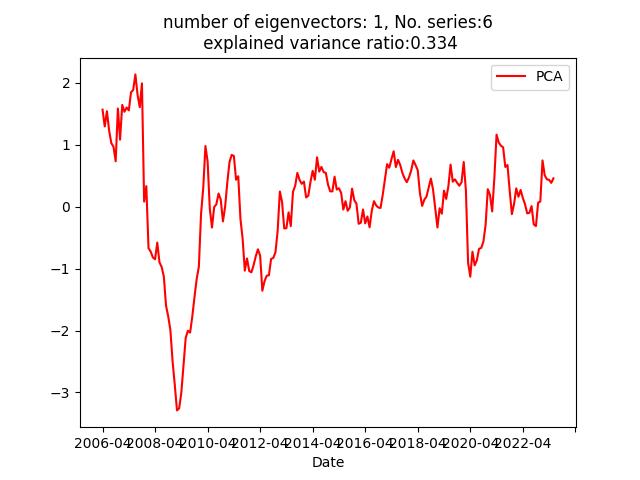 number of eigenvectors: 1, No. series:6
explained variance ratio:0.334
PCA
2
1
0
−1
−2
−3
2006-04 2008-04 2010-04 2012-04 2014-04 2016-04 2018-04 2020-04 2022-04
Date